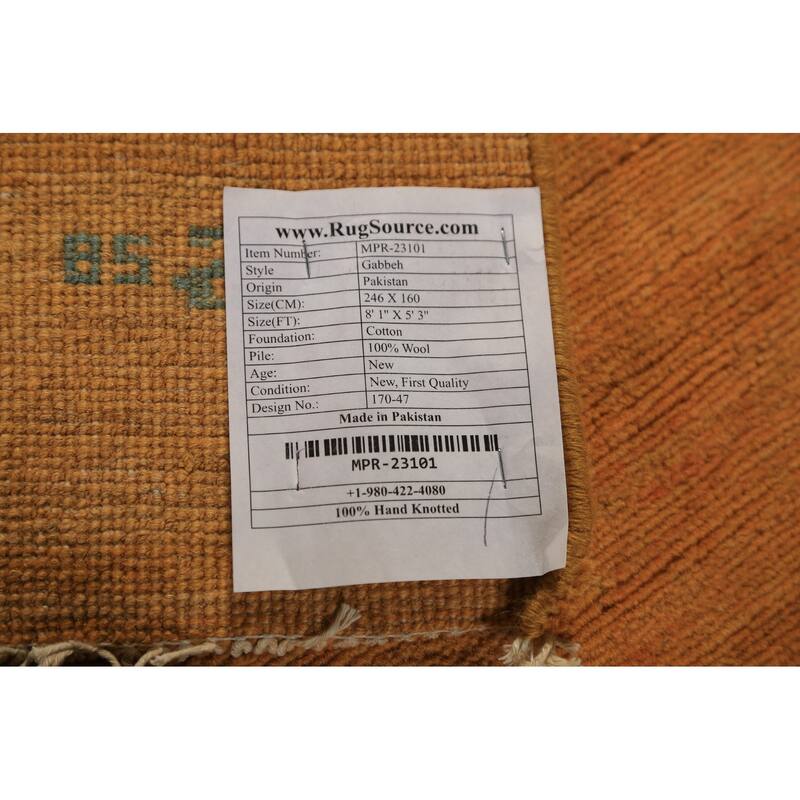 www.RugSource.com
Item Number: MPR-23101
Style Gabbeh
Origin Pakistan
Size(CM): 246 X 160
Size(FT): 8' 1" X 5' 3"
Foundation: Cotton
Pile: 100% Wool
Age: New
Condition: New, First Quality
Design No.: 170-47
Made in Pakistan
MPR-23101
+1-980-422-4080
100% Hand Knotted